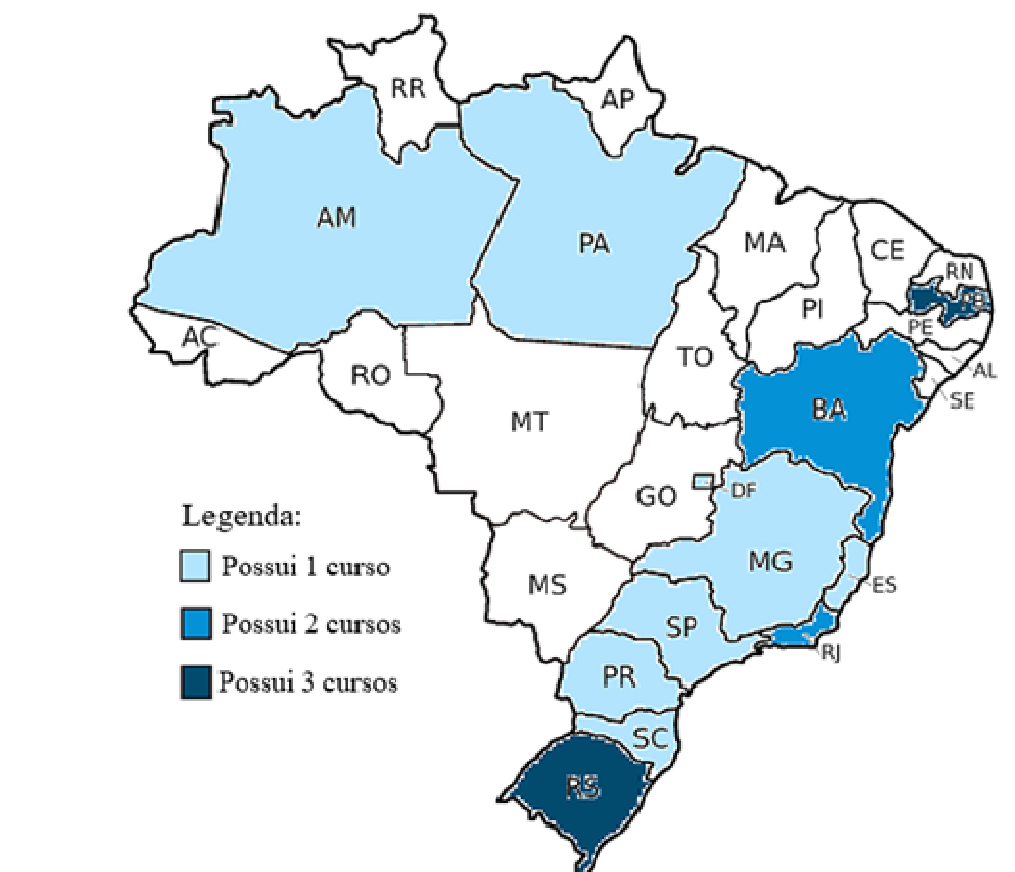 RR
AP
AM
PA
MA
CE
RN
PB
PI
PE
AC
TO
AL
RO
SE
BA
MT
GO
DF
Legenda:
Possui 1 curso
MG
MS
ES
Possui 2 cursos
SP
RJ
PR
Possui 3 cursos
SC
RS